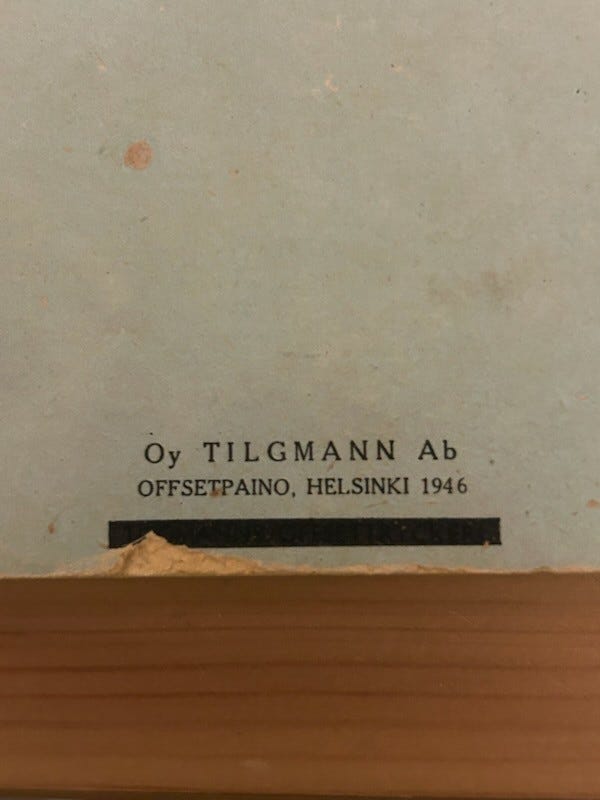 Oy TILGMANN Ab
OFFSETPAINO, HELSINKI 1946